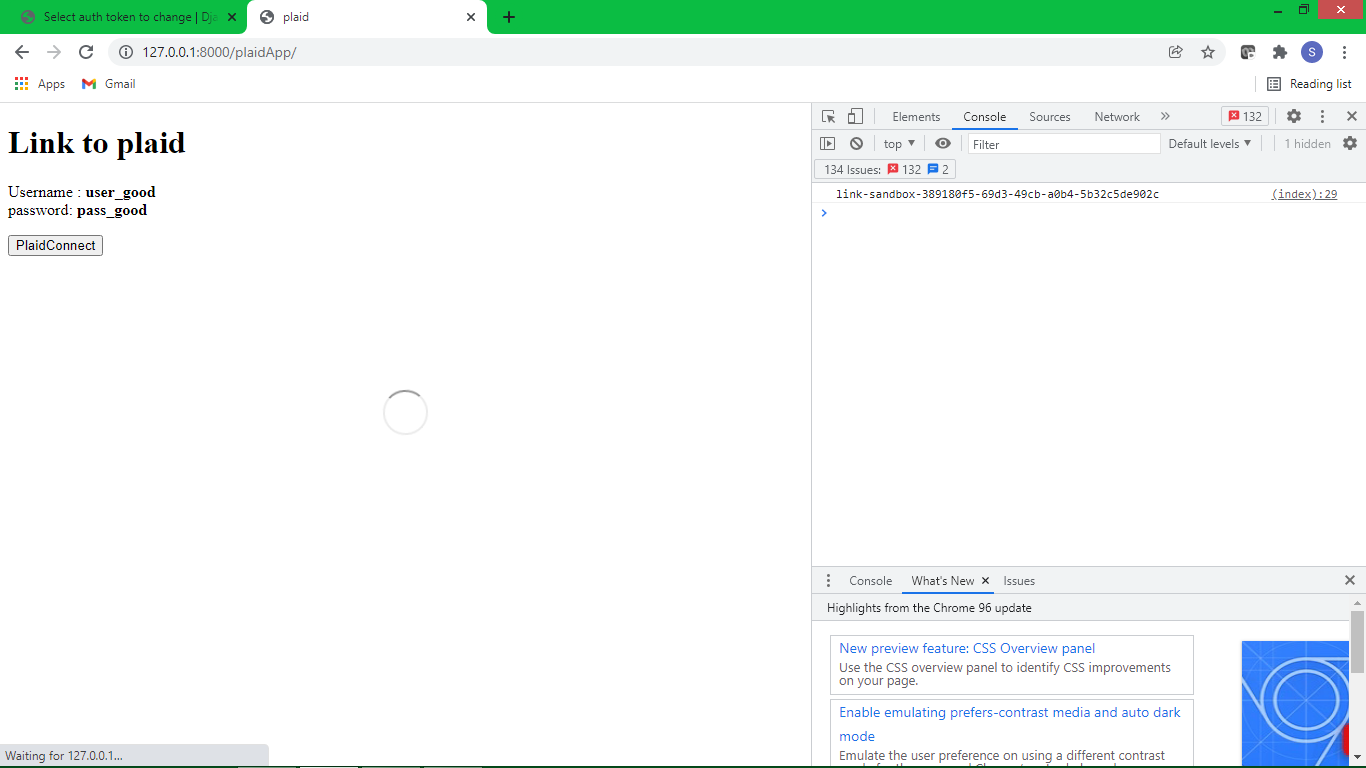 Select auth token to change | Dja
plaid
127.0.0.1:8000/plaidApp/
S
Apps
Gmail
Reading list
Link to plaid
Username : user_good
password: pass_good
PlaidConnect
Waiting for 127.0.0.1...
Elements
Console
Sources
Network
132
top
Filter
Default levels
1 hidden
134 Issues:
132
2
link-sandbox-389180f5-69d3-49cb-a0b4-5b32c5de902c
(index):29
Console
What's New
Issues
Highlights from the Chrome 96 update
New preview feature: CSS Overview panel
Use the CSS overview panel to identify CSS improvements
on your page.
Enable emulating prefers-contrast media and auto dark
mode
Emulate the user preference on using a different contrast